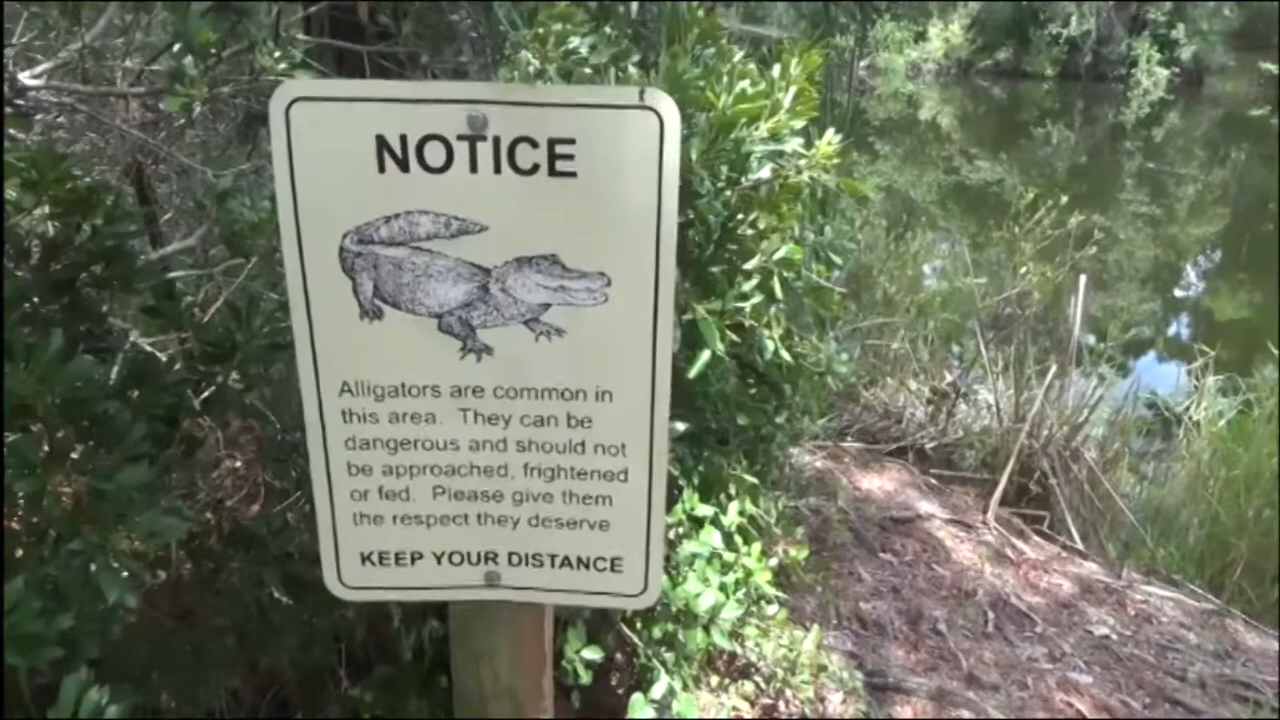 NOTICE
Alligators are common in
this area. They can be
dangerous and should not
be approached, frightened
or fed. Please give them
the respect they deserve
KEEP YOUR DISTANCE